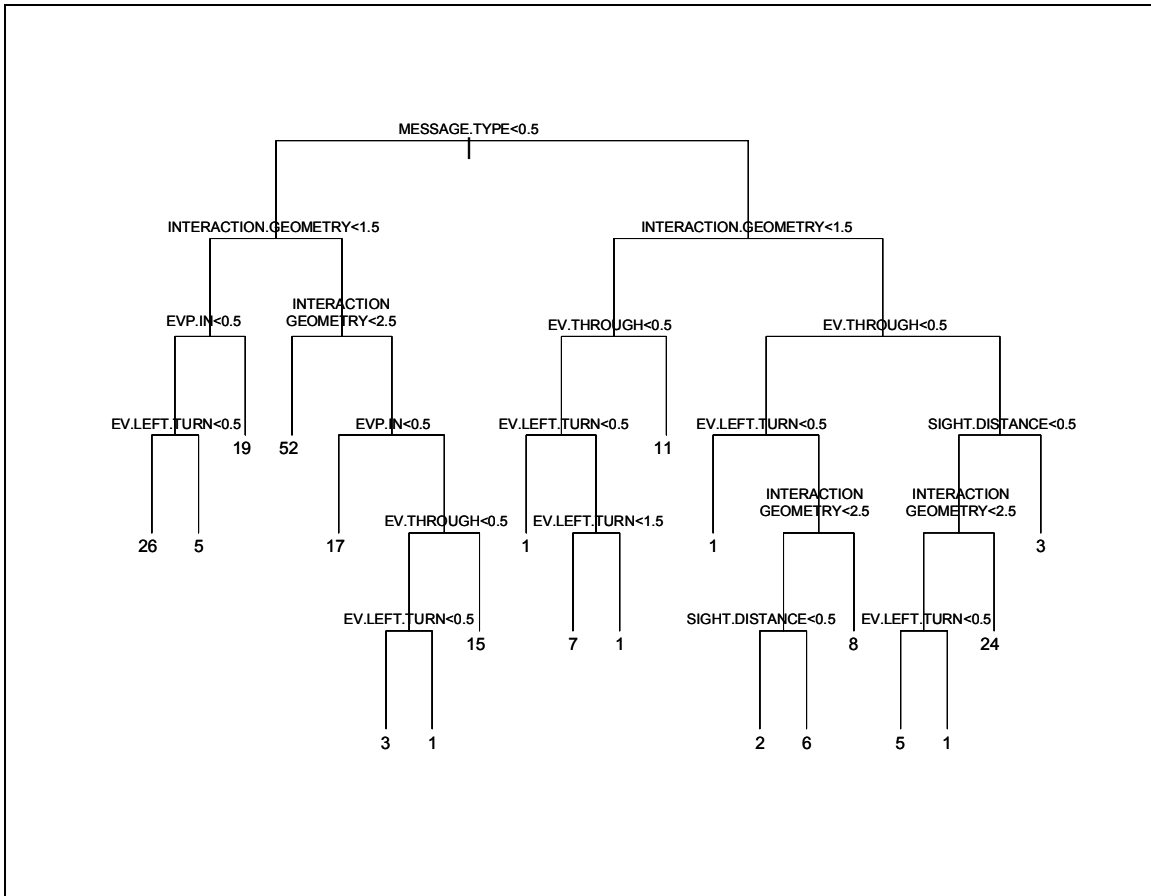 MESSAGE.TYPE<0.5
INTERACTION.GEOMETRY<1.5
INTERACTION.GEOMETRY<1.5
INTERACTION
GEOMETRY<2.5
EVP.IN<0.5
EV.THROUGH<0.5
EV.THROUGH<0.5
EV.LEFT.TURN<0.5
EVP.IN<0.5
EV.LEFT.TURN<0.5
EV.LEFT.TURN<0.5
SIGHT.DISTANCE<0.5
19
52
11
INTERACTION
GEOMETRY<2.5
INTERACTION
GEOMETRY<2.5
EV.THROUGH<0.5
EV.LEFT.TURN<1.5
26
5
17
1
1
3
EV.LEFT.TURN<0.5
SIGHT.DISTANCE<0.5
EV.LEFT.TURN<0.5
15
7
1
8
24
3
1
2
6
5
1